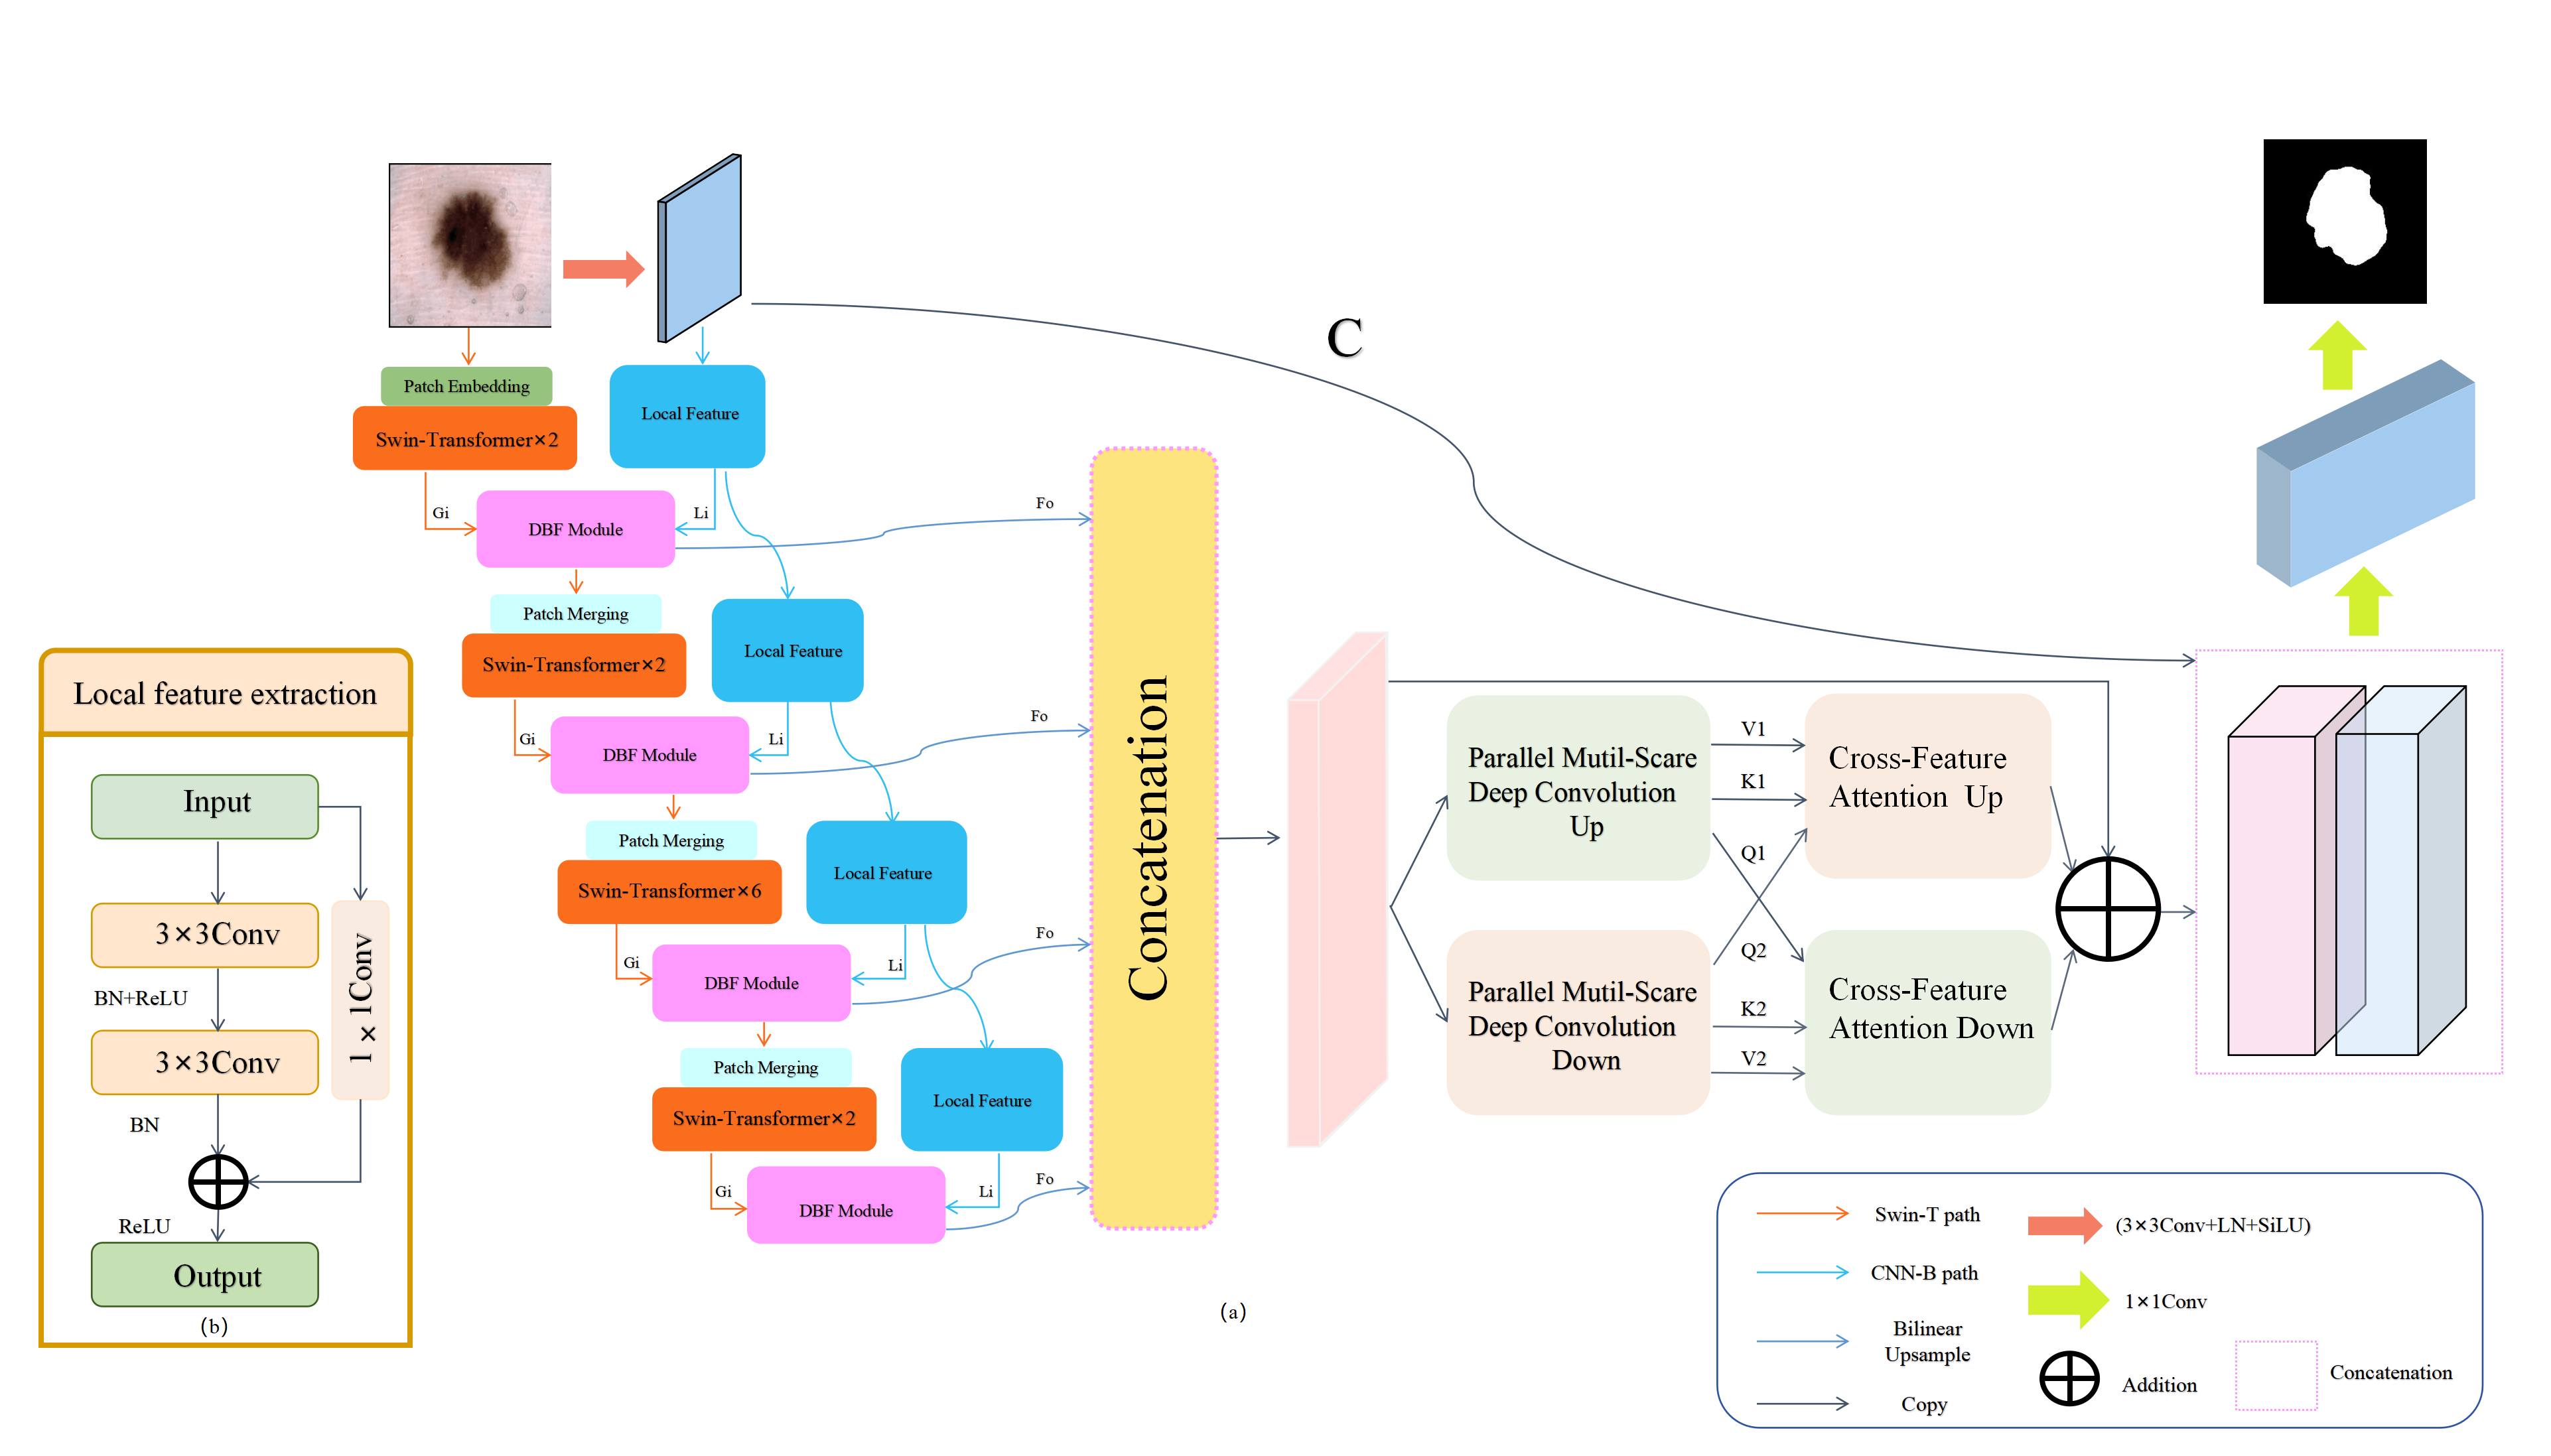 C
Patch Embedding
Swin-Transformer×2
Local Feature
Gi
DBF Module
Li
Fo
Patch Merging
Swin-Transformer×2
Local Feature
Gi
DBF Module
Li
Fo
Patch Merging
Swin-Transformer×6
Local Feature
Gi
DBF Module
Li
Fo
Patch Merging
Swin-Transformer×2
Local Feature
Gi
DBF Module
Li
Fo
Concatenation
Parallel Mutil-Scare
Deep Convolution
Up
Parallel Mutil-Scare
Deep Convolution
Down
V1
K1
Q1
Q2
K2
V2
Cross-Feature
Attention Up
Cross-Feature
Attention Down
(a)
Local feature extraction
Input
3×3Conv
BN+ReLU
3×3Conv
1×1Conv
BN
ReLU
Output
(b)
Swin-T path
CNN-B path
Bilinear
Upsample
Copy
(3×3Conv+LN+SiLU)
1×1Conv
Addition
Concatenation